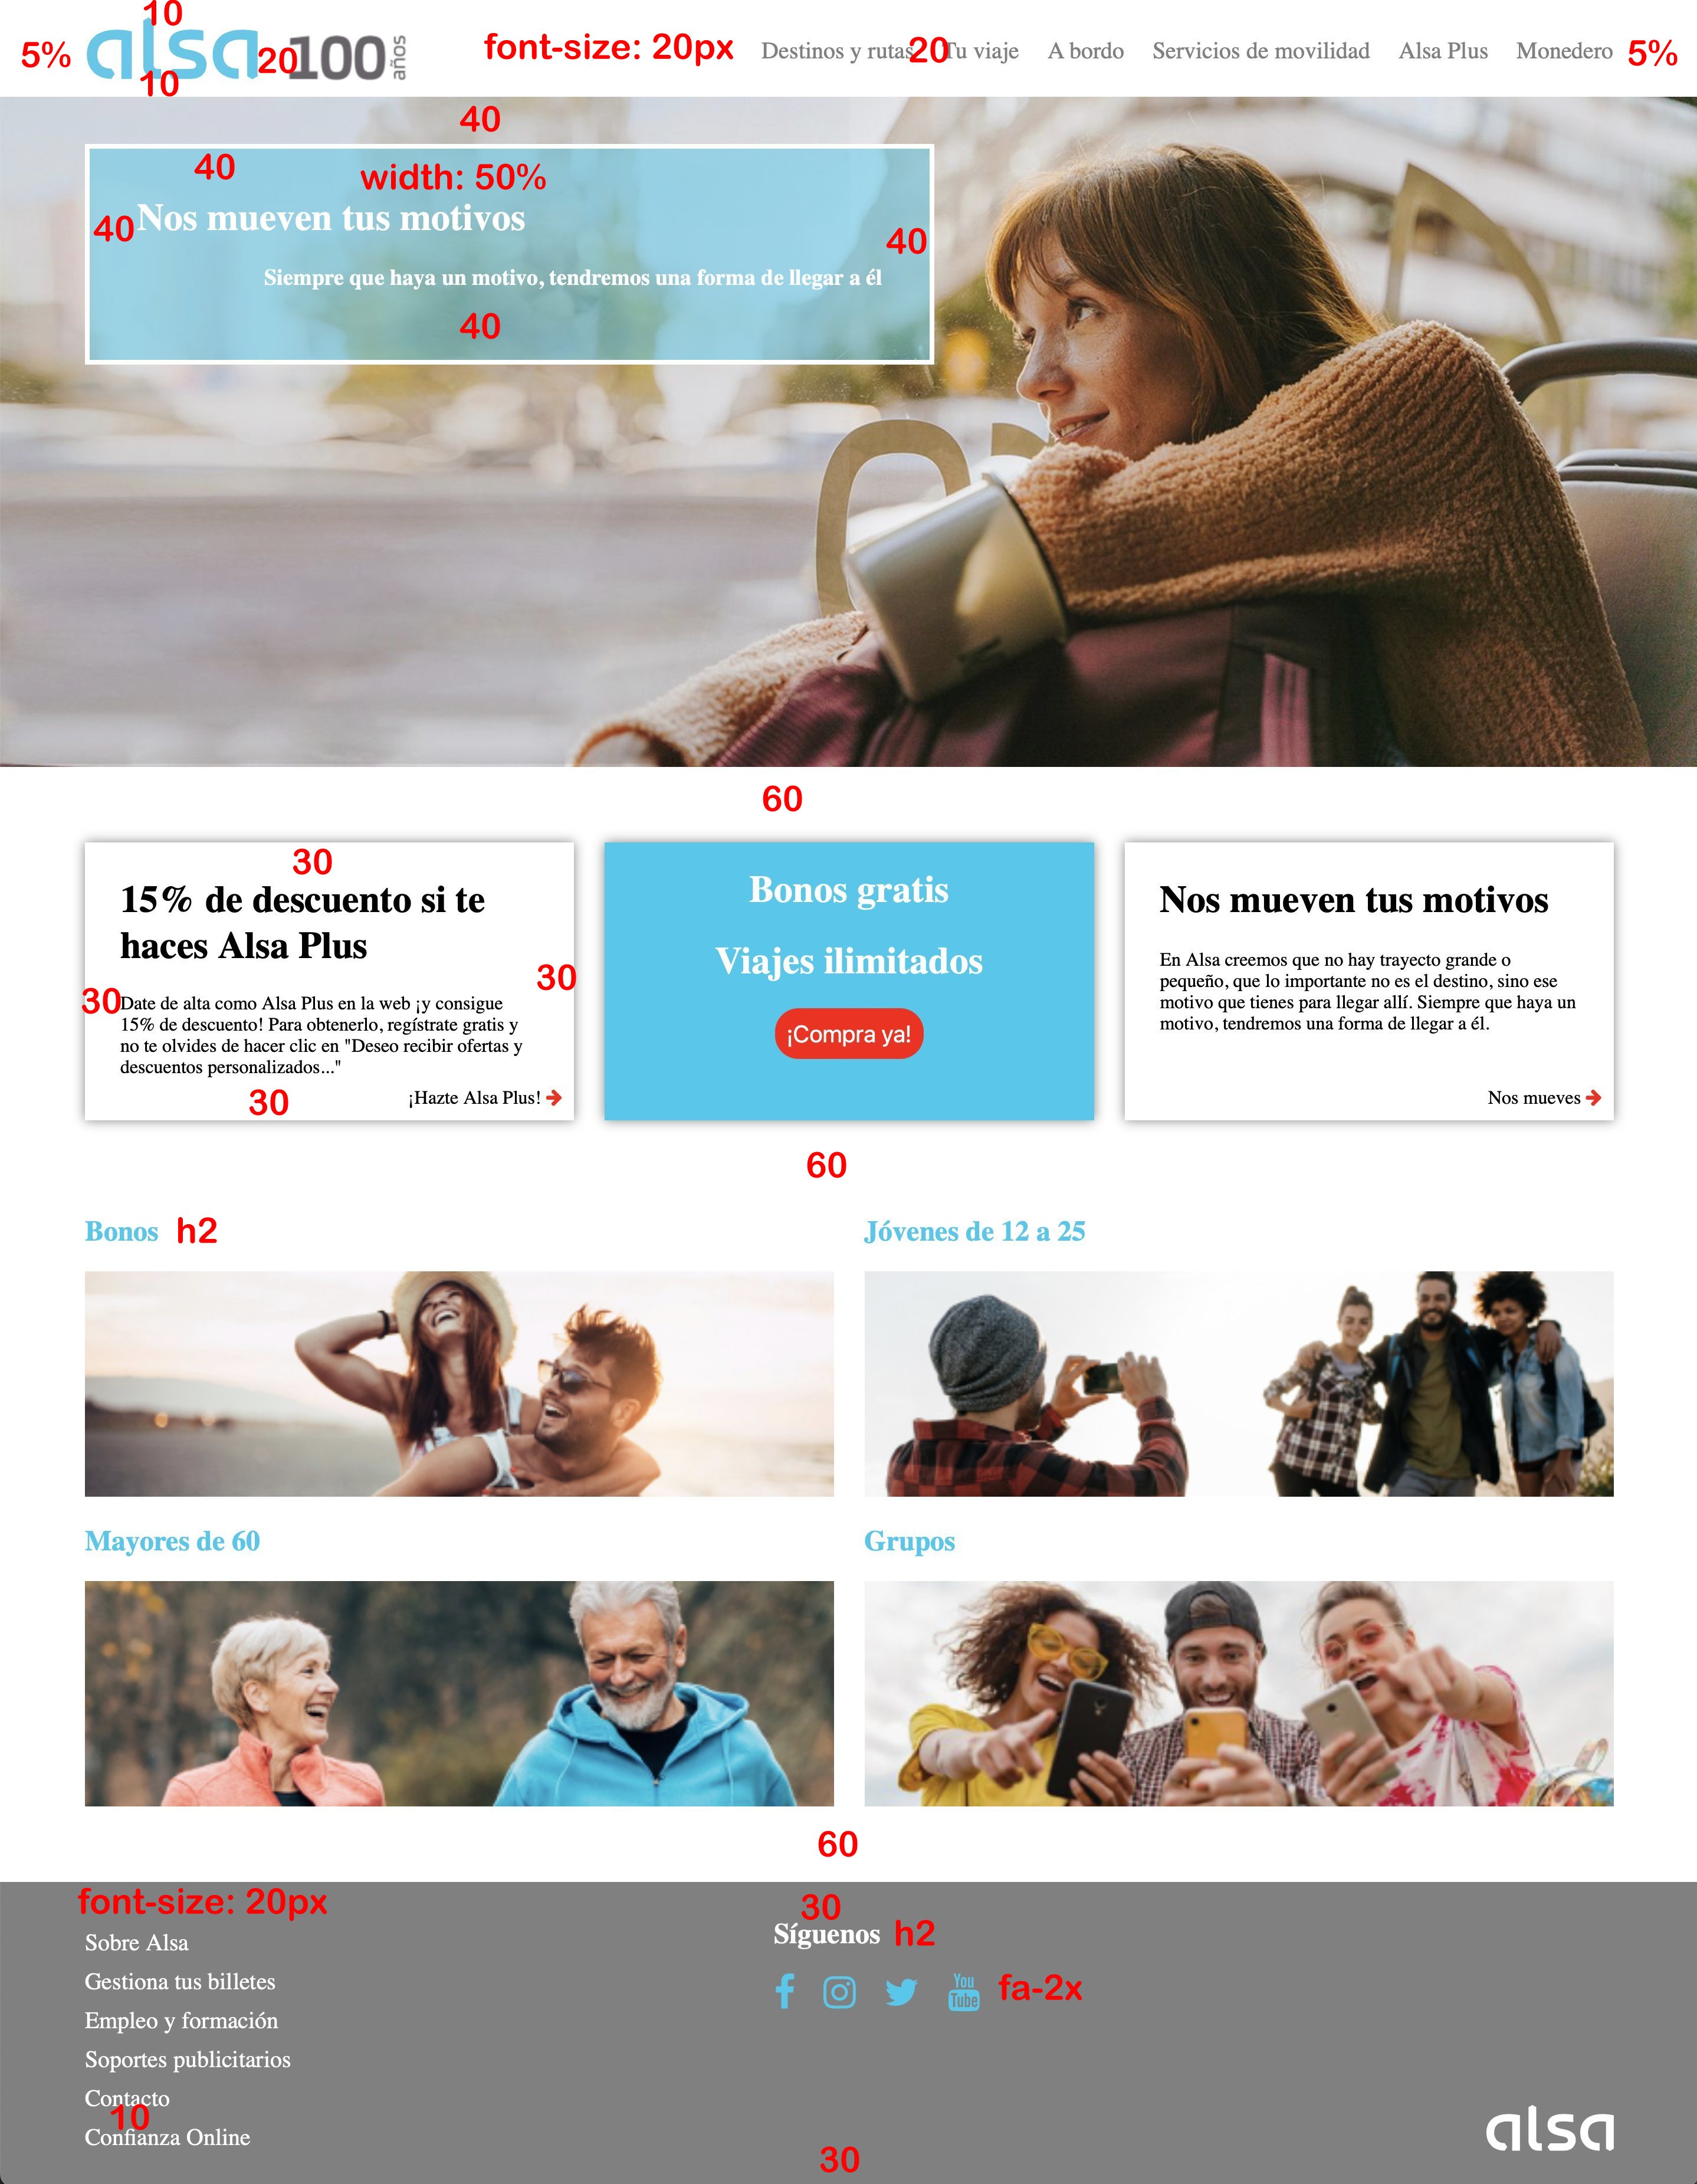 10
5%
alsa
20
100
años
10
font-size: 20px
Destinos y rutas
20
Tu viaje
A bordo
Servicios de movilidad
Alsa Plus
Monedero
5%
40
40
width: 50%
40
Nos mueven tus motivos
40
Siempre que haya un motivo, tendremos una forma de llegar a él
40
60
30
15% de descuento si te
haces Alsa Plus
30
30
Date de alta como Alsa Plus en la web ¡y consigue
15% de descuento! Para obtenerlo, regístrate gratis y
no te olvides de hacer clic en "Deseo recibir ofertas y
descuentos personalizados..."
30
¡Hazte Alsa Plus!
Bonos gratis
Viajes ilimitados
¡Compra ya!
Nos mueven tus motivos
En Alsa creemos que no hay trayecto grande o
pequeño, que lo importante no es el destino, sino ese
motivo que tienes para llegar allí. Siempre que haya un
motivo, tendremos una forma de llegar a él.
Nos mueves
60
Bonos
h2
Jóvenes de 12 a 25
Mayores de 60
Grupos
60
font-size: 20px
Sobre Alsa
Gestiona tus billetes
Empleo y formación
Soportes publicitarios
Contacto
10
Confianza Online
30
Síguenos
h2
You
Tube
fa-2x
30
alsa